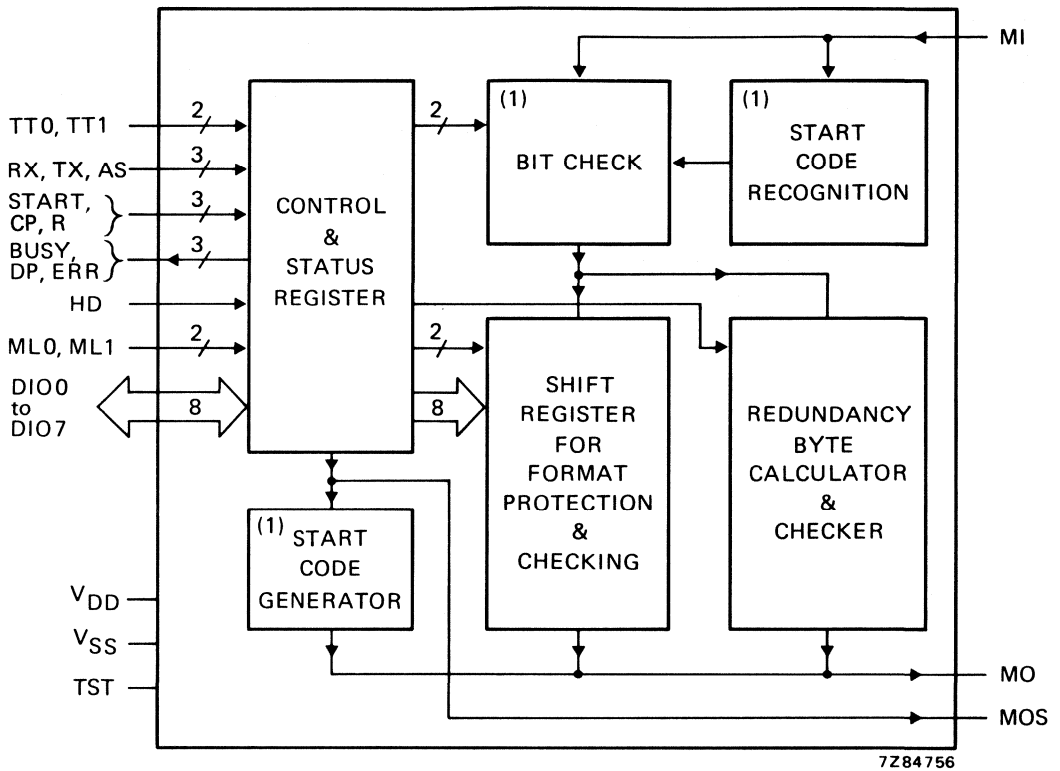 MI
TT0, TT1
2
RX, TX, AS
3
START,
CP, R
3
BUSY,
DP, ERR
3
HD
ML0, ML1
2
DIO0
to
DIO7
8
VDD
VSS
TST
CONTROL
&
STATUS
REGISTER
2
2
8
(1)
BIT CHECK
(1)
START
CODE
RECOGNITION
SHIFT
REGISTER
FOR
FORMAT
PROTECTION
&
CHECKING
REDUNDANCY
BYTE
CALCULATOR
&
CHECKER
(1)
START
CODE
GENERATOR
MO
MOS
7Z84756